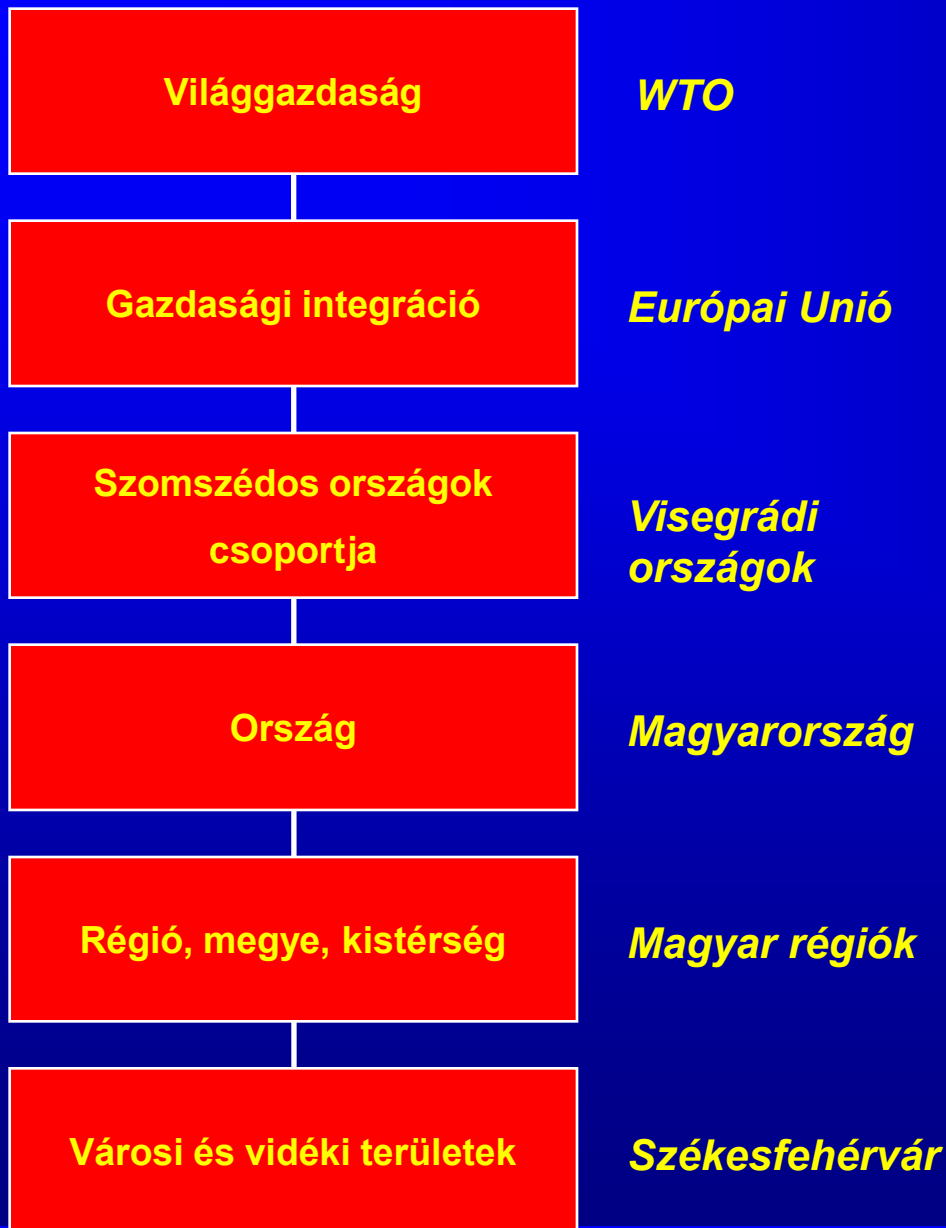 Világgazdaság
WTO
Gazdasági integráció
Európai Unió
Szomszédos országok
csoportja
Visegrádi
országok
Ország
Magyarország
Régió, megye, kistérség
Magyar régiók
Városi és vidéki területek
Székesfehérvár